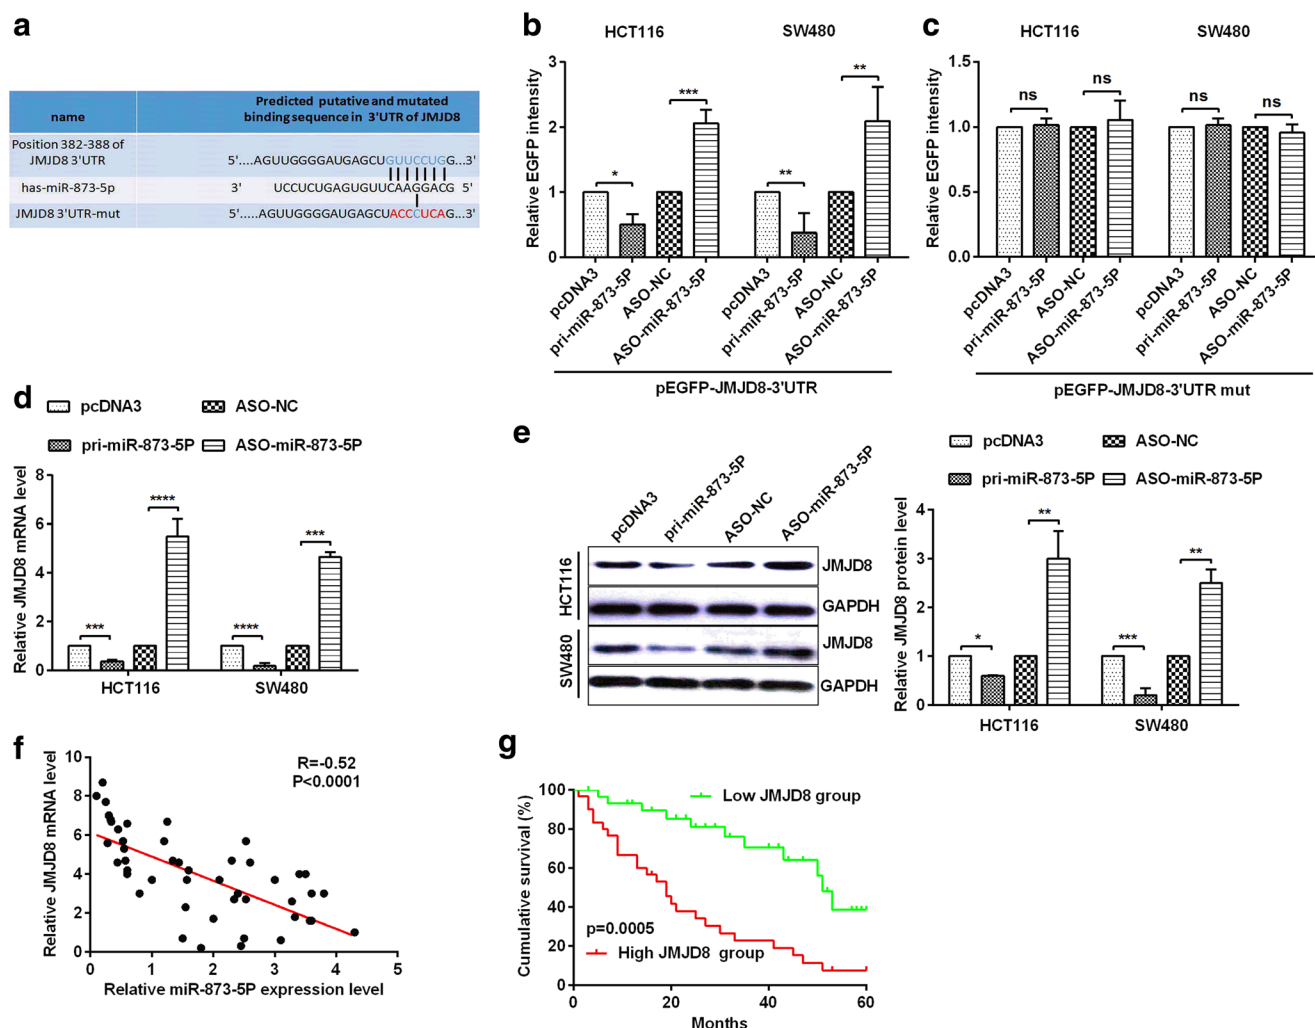 a
name
Predicted putative and mutated
binding sequence in 3'UTR of JMJD8
Position 382-388 of
JMJD8 3'UTR
5'....AGUUGGGGAUGAGCUGUUCCUGG...3'
has-miR-873-5p
3' UCCUCUGAGUGUUCAAGGACG 5'
JMJD8 3'UTR-mut
5'.....AGUUGGGGAUGAGCUACCCUCAG...3'
b
HCT116 SW480
Relative EGFP intensity
3
2
1
0
* *** ** **
pcDNA3
pri-miR-873-5P
ASO-NC
ASO-miR-873-5P
pcDNA3
pri-miR-873-5P
ASO-NC
ASO-miR-873-5P
pEGFP-JMJD8-3'UTR
c
HCT116 SW480
Relative EGFP intensity
1.5
1.0
0.5
0.0
ns ns ns ns
pcDNA3
pri-miR-873-5P
ASO-NC
ASO-miR-873-5P
pcDNA3
pri-miR-873-5P
ASO-NC
ASO-miR-873-5P
pEGFP-JMJD8-3'UTR mut
d
pcDNA3 ASO-NC
pri-miR-873-5P ASO-miR-873-5P
Relative JMJD8 mRNA level
8
6
4
2
0
*** **** **** ***
HCT116 SW480
e
pcDNA3
pri-miR-873-5P
ASO-NC
ASO-miR-873-5P
HCT116
JMJD8
GAPDH
SW480
JMJD8
GAPDH
pcDNA3 ASO-NC
pri-miR-873-5P ASO-miR-873-5P
Relative JMJD8 protein level
4
3
2
1
0
* ** *** **
HCT116 SW480
f
Relative JMJD8 mRNA level
10
8
6
4
2
0
R=-0.52
P<0.0001
0 1 2 3 4 5
Relative miR-873-5P expression level
g
Cumulative survival (%)
100
80
60
40
20
0
Low JMJD8 group
p=0.0005
High JMJD8 group
0 20 40 60
Months